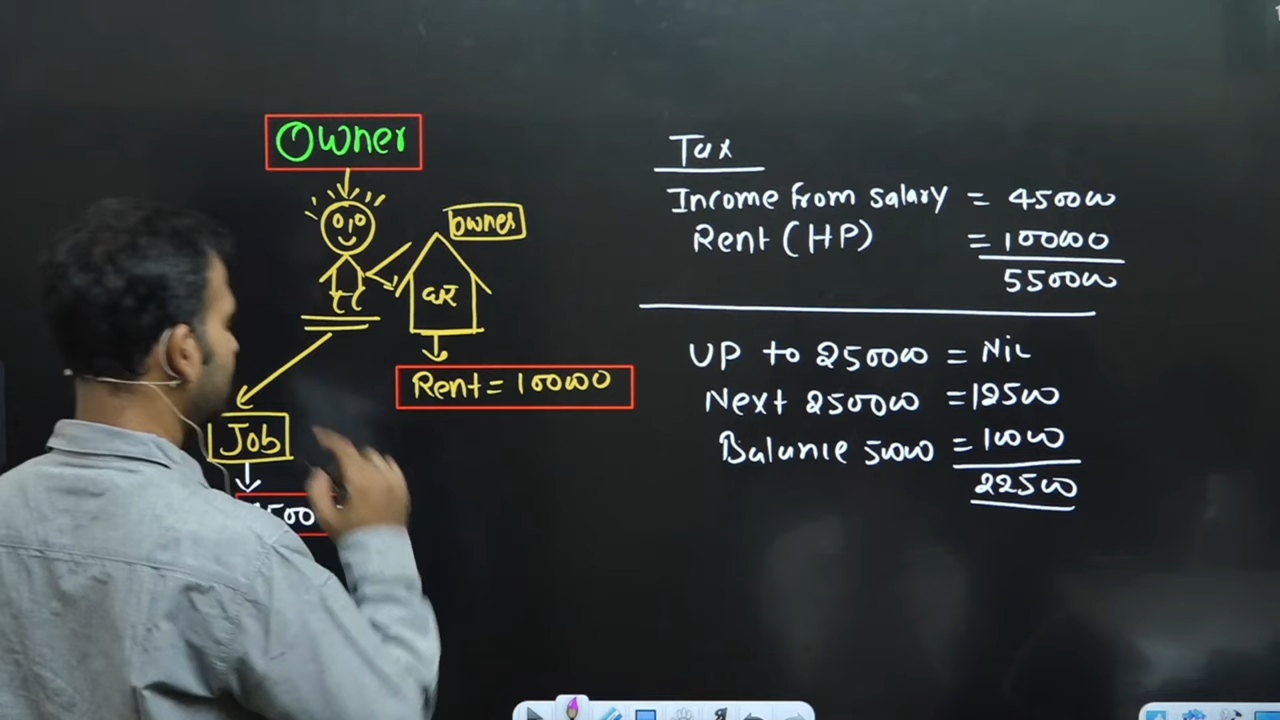 Owner
owner
Rent = 100000
Job
Tax
Income from salary = 450000
Rent (HP) = 100000
550000
UP to 250000 = Nil
Next 250000 = 12500
Balance 50000 = 10000
22500